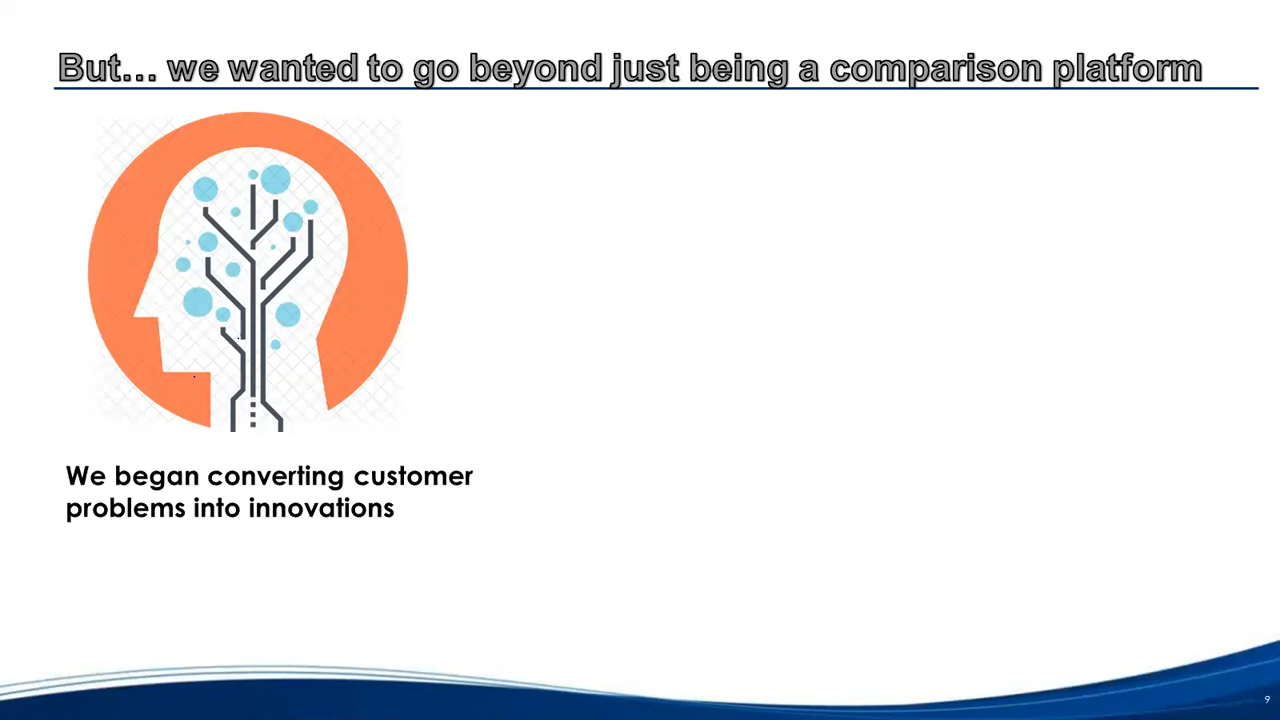 But... we wanted to go beyond just being a comparison platform
We began converting customer
problems into innovations
9